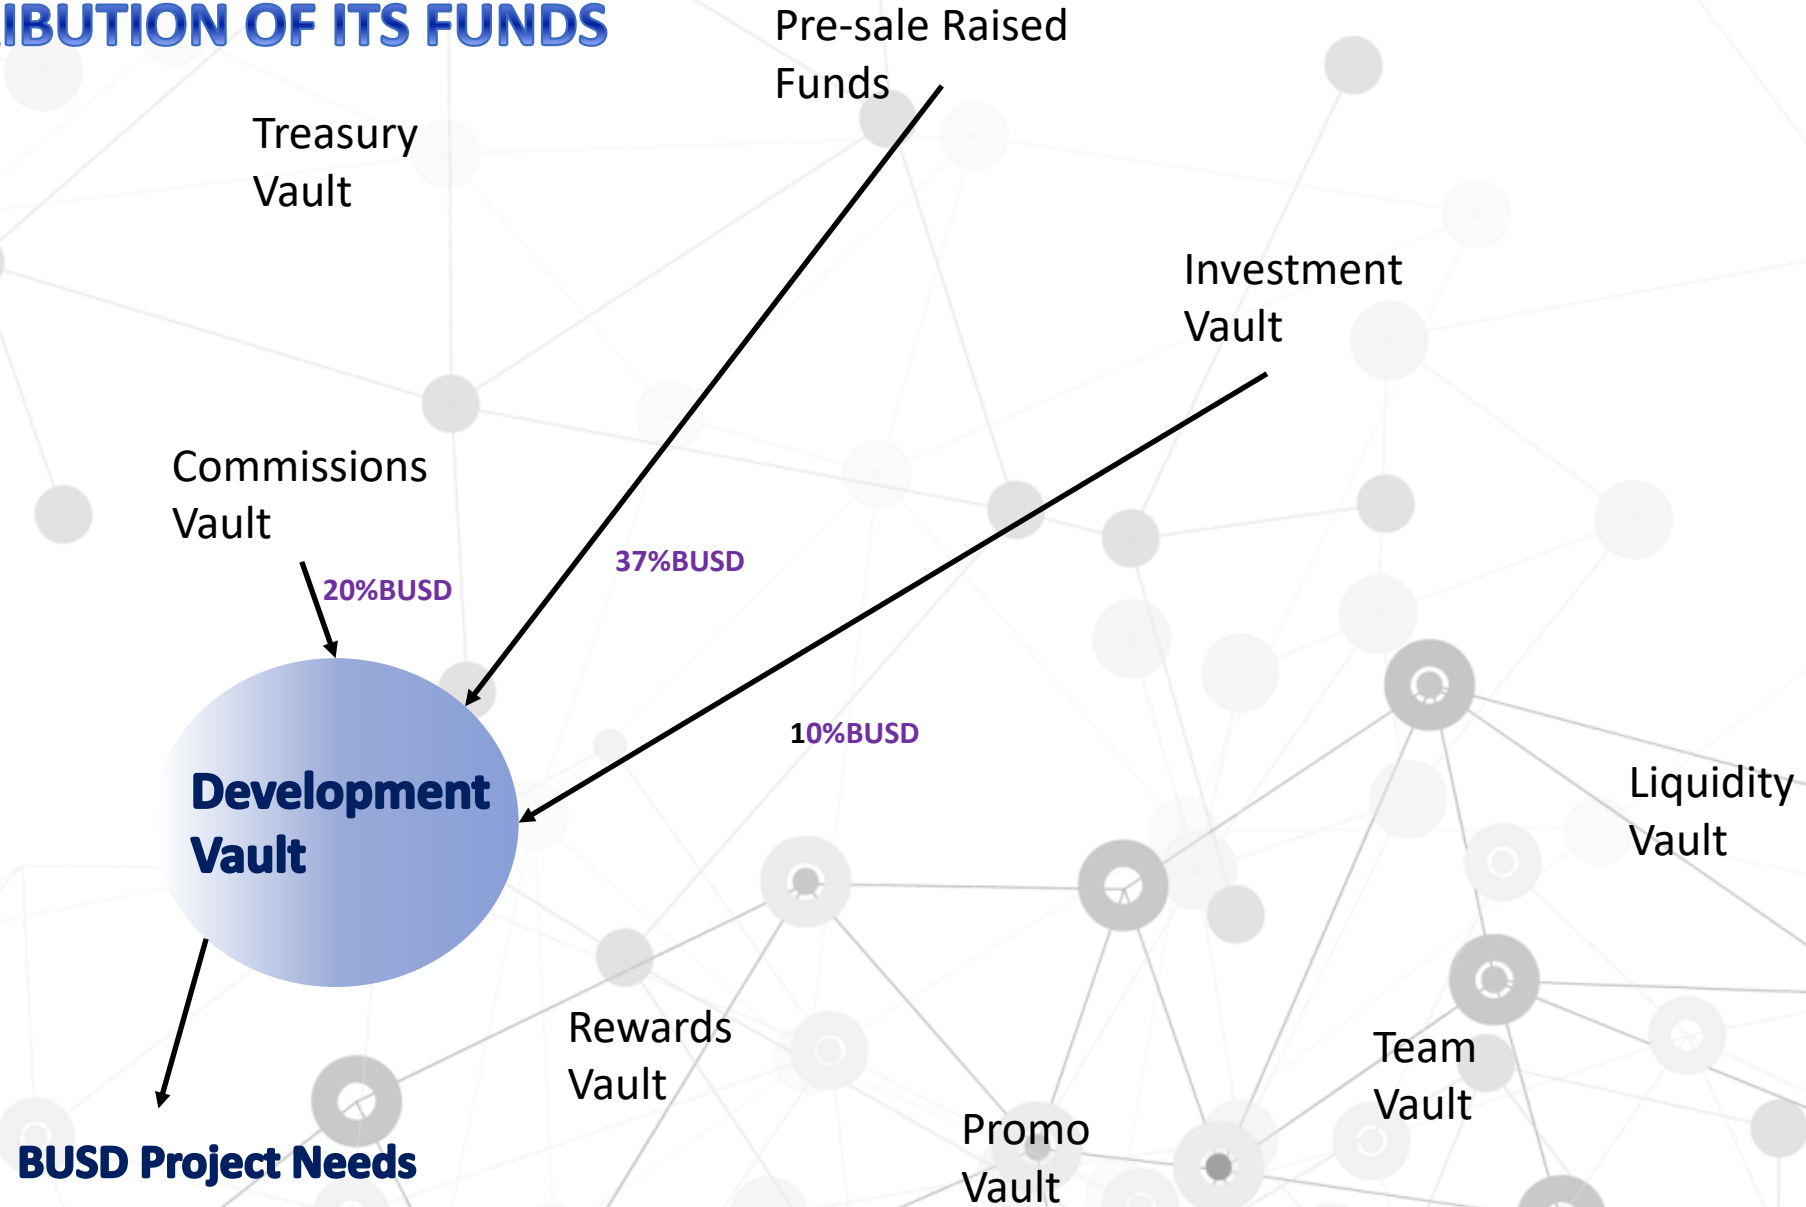 IBUTION OF ITS FUNDS
Pre-sale Raised
Funds
Treasury
Vault
Investment
Vault
Commissions
Vault
37%BUSD
20%BUSD
10%BUSD
Development
Vault
Liquidity
Vault
Rewards
Vault
Team
Vault
Promo
Vault
BUSD Project Needs